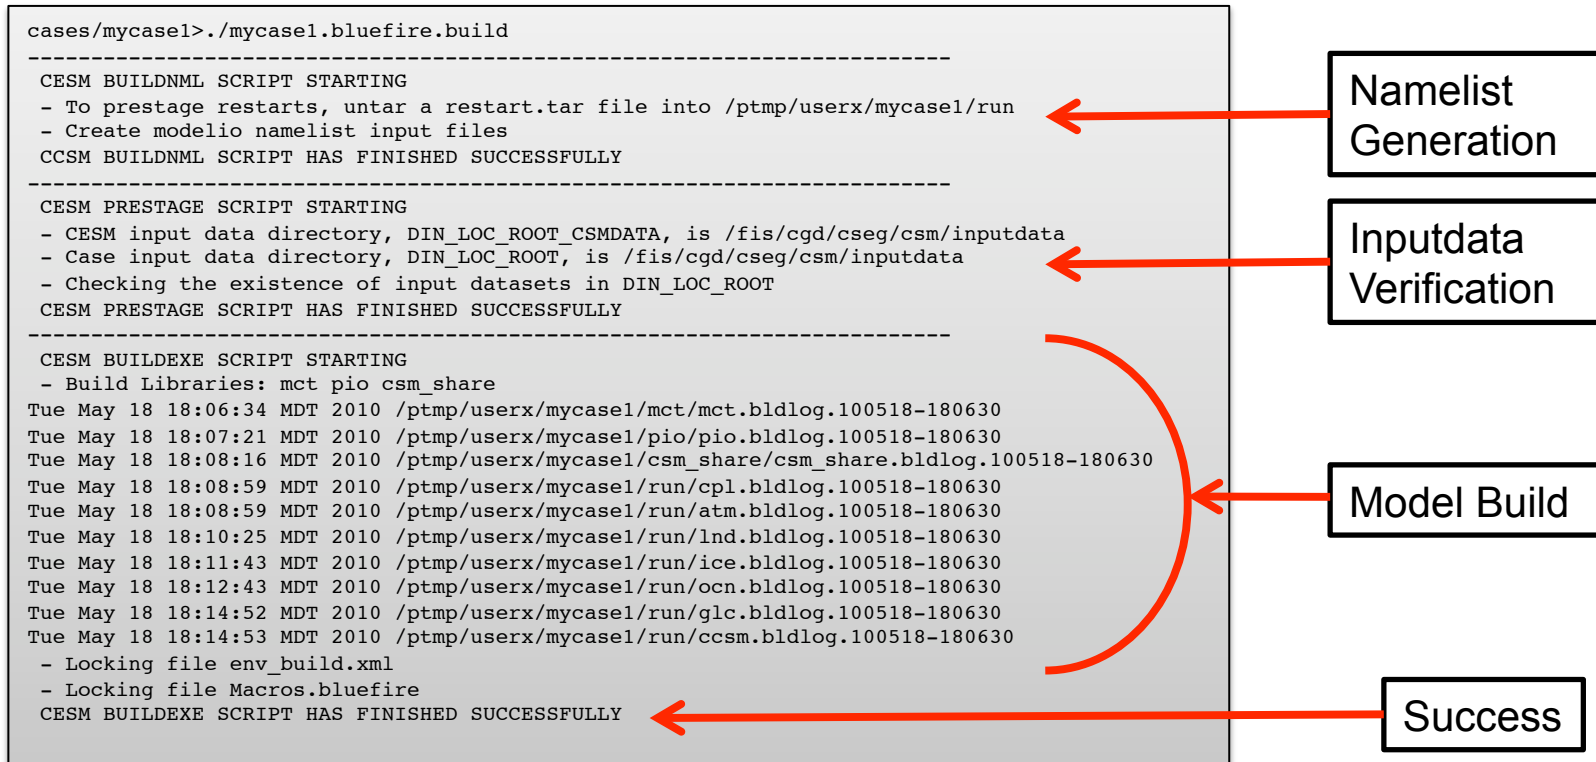 cases/mycase1>./mycase1.bluefire.build
-------------------------------------------------------------------------
CESM BUILDNML SCRIPT STARTING
- To prestage restarts, untar a restart.tar file into /ptmp/userx/mycase1/run
- Create modelio namelist input files
CCSM BUILDNML SCRIPT HAS FINISHED SUCCESSFULLY
-------------------------------------------------------------------------
CESM PRESTAGE SCRIPT STARTING
- CESM input data directory, DIN_LOC_ROOT_CSMDATA, is /fis/cgd/cseg/csm/inputdata
- Case input data directory, DIN_LOC_ROOT, is /fis/cgd/cseg/csm/inputdata
- Checking the existence of input datasets in DIN_LOC_ROOT
CESM PRESTAGE SCRIPT HAS FINISHED SUCCESSFULLY
-------------------------------------------------------------------------
CESM BUILDEXE SCRIPT STARTING
- Build Libraries: mct pio csm_share
Tue May 18 18:06:34 MDT 2010 /ptmp/userx/mycase1/mct/mct.bldlog.100518-180630
Tue May 18 18:07:21 MDT 2010 /ptmp/userx/mycase1/pio/pio.bldlog.100518-180630
Tue May 18 18:08:16 MDT 2010 /ptmp/userx/mycase1/csm_share/csm_share.bldlog.100518-180630
Tue May 18 18:08:59 MDT 2010 /ptmp/userx/mycase1/run/cpl.bldlog.100518-180630
Tue May 18 18:08:59 MDT 2010 /ptmp/userx/mycase1/run/atm.bldlog.100518-180630
Tue May 18 18:10:25 MDT 2010 /ptmp/userx/mycase1/run/lnd.bldlog.100518-180630
Tue May 18 18:11:43 MDT 2010 /ptmp/userx/mycase1/run/ice.bldlog.100518-180630
Tue May 18 18:12:43 MDT 2010 /ptmp/userx/mycase1/run/ocn.bldlog.100518-180630
Tue May 18 18:14:52 MDT 2010 /ptmp/userx/mycase1/run/glc.bldlog.100518-180630
Tue May 18 18:14:53 MDT 2010 /ptmp/userx/mycase1/run/ccsm.bldlog.100518-180630
- Locking file env_build.xml
- Locking file Macros.bluefire
CESM BUILDEXE SCRIPT HAS FINISHED SUCCESSFULLY
Namelist
Generation
Inputdata
Verification
Model Build
Success